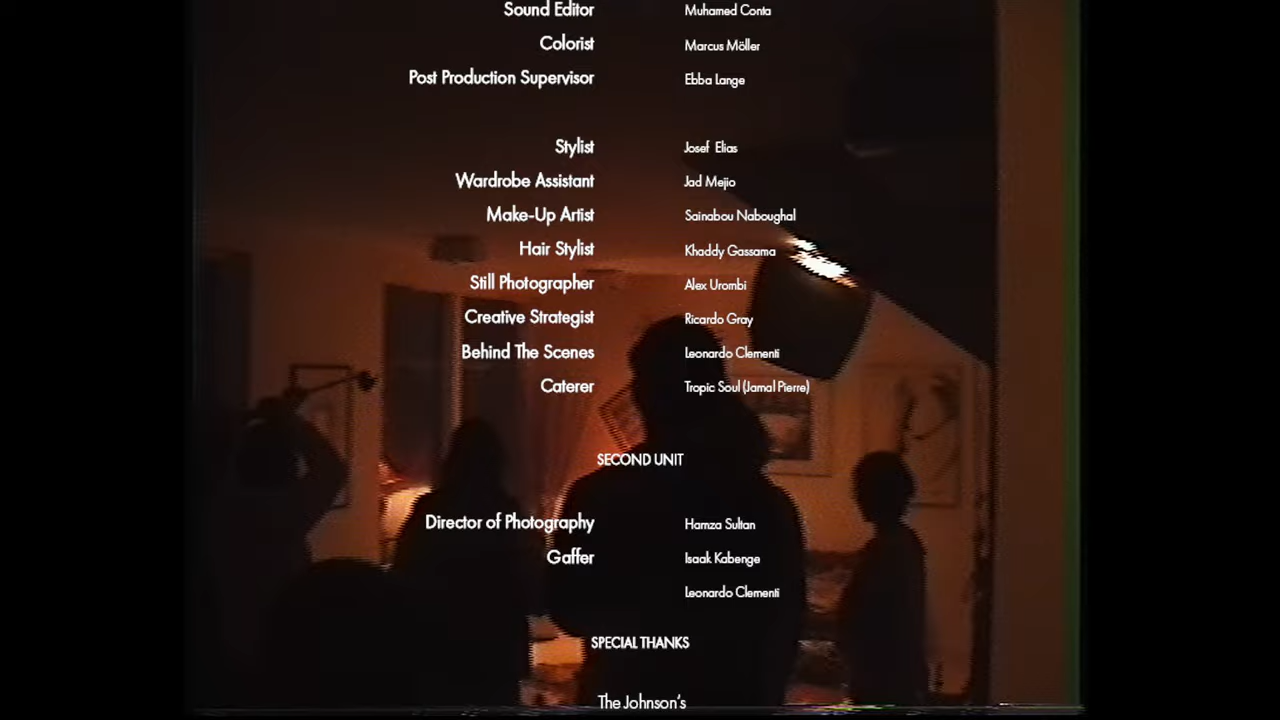 Sound Editor Muhamed Conta
Colorist Marcus Möller
Post Production Supervisor Ebba Lange
Stylist Josef Elias
Wardrobe Assistant Jad Mejio
Make-Up Artist Sainabou Naboughal
Hair Stylist Khaddy Gassama
Still Photographer Alex Urombi
Creative Strategist Ricardo Gray
Behind The Scenes Leonardo Clementi
Caterer Tropic Soul (Jamal Pierre)
SECOND UNIT
Director of Photography Hamza Sultan
Gaffer Isaak Kabenge
Leonardo Clementi
SPECIAL THANKS
The Johnson's